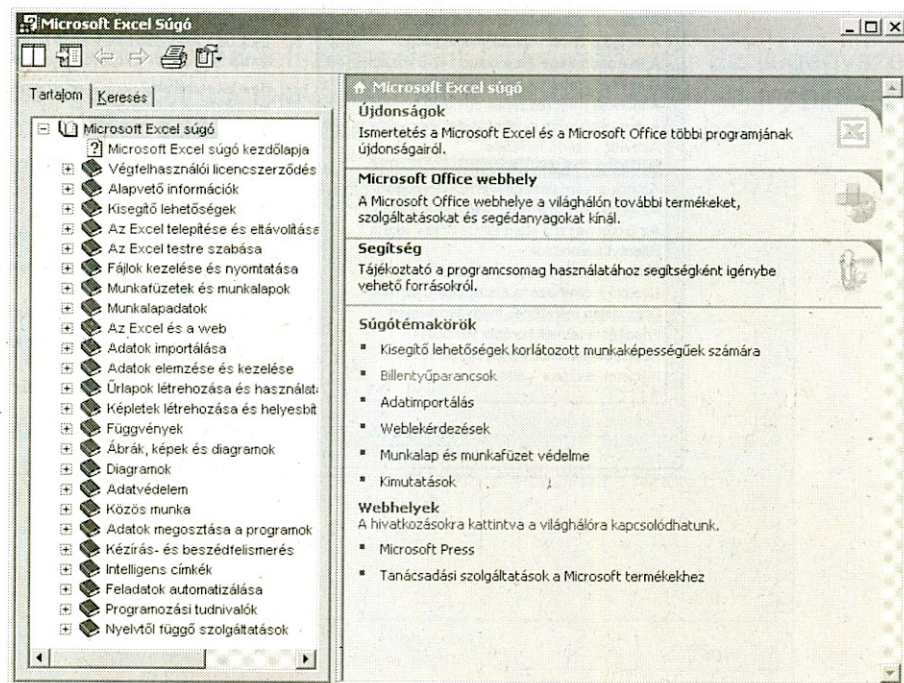 Microsoft Excel Súgó
Tartalom
Keresés
Microsoft Excel súgó
Microsoft Excel súgó kezdőlapja
Végfelhasználói licencszerződés
Alapvető információk
Kisegítő lehetőségek
Az Excel telepítése és eltávolítása
Az Excel testre szabása
Fájlok kezelése és nyomtatása
Munkafüzetek és munkalapok
Munkalapadatok
Az Excel és a web
Adatok importálása
Adatok elemzése és kezelése
Űrlapok létrehozása és használata
Képletek létrehozása és helyesbít
Függvények
Ábrák, képek és diagramok
Diagramok
Adatvédelem
Közös munka
Adatok megosztása a programok
Kézírás- és beszédfelismerés
Intelligens címkék
Feladatok automatizálása
Programozási tudnivalók
Nyelvtől függő szolgáltatások
Microsoft Excel súgó
Újdonságok
Ismertetés a Microsoft Excel és a Microsoft Office többi programjának
újdonságairól.
Microsoft Office webhely
A Microsoft Office webhelye a világhálón további termékeket,
szolgáltatásokat és segédanyagokat kínál.
Segítség
Tájékoztató a programcsomag használatához segítségként igénybe
vehető forrásokról.
Súgótémakörök
Kisegítő lehetőségek korlátozott munkaképességűek számára
Billentyűparancsok
Adatimportálás
Weblekérdezések
Munkalap és munkafüzet védelme
Kimutatások
Webhelyek
A hivatkozásokra kattintva a világhálóra kapcsolódhatunk.
Microsoft Press
Tanácsadási szolgáltatások a Microsoft termékekhez